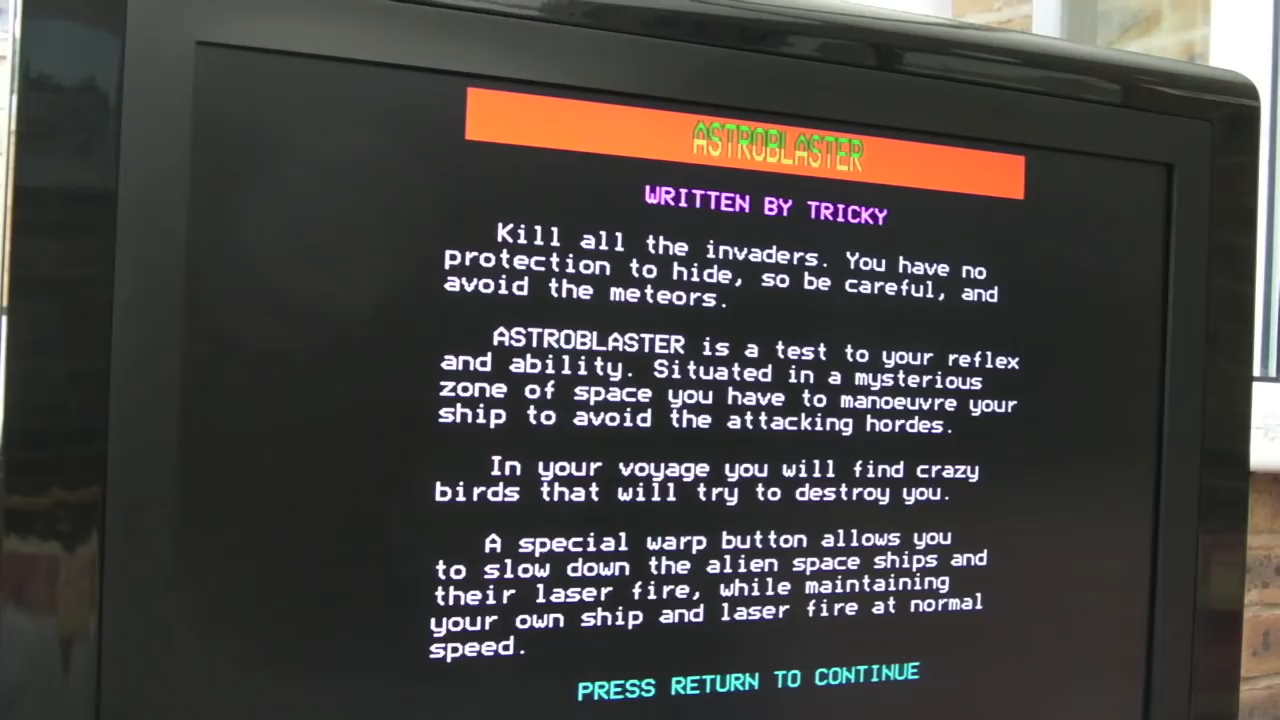 ASTROBLASTER
WRITTEN BY TRICKY
Kill all the invaders. You have no
protection to hide, so be careful, and
avoid the meteors.
ASTROBLASTER is a test to your reflex
and ability. Situated in a mysterious
zone of space you have to manoeuvre your
ship to avoid the attacking hordes.
In your voyage you will find crazy
birds that will try to destroy you.
A special warp button allows you
to slow down the alien space ships and
their laser fire, while maintaining
your own ship and laser fire at normal
speed.
PRESS RETURN TO CONTINUE